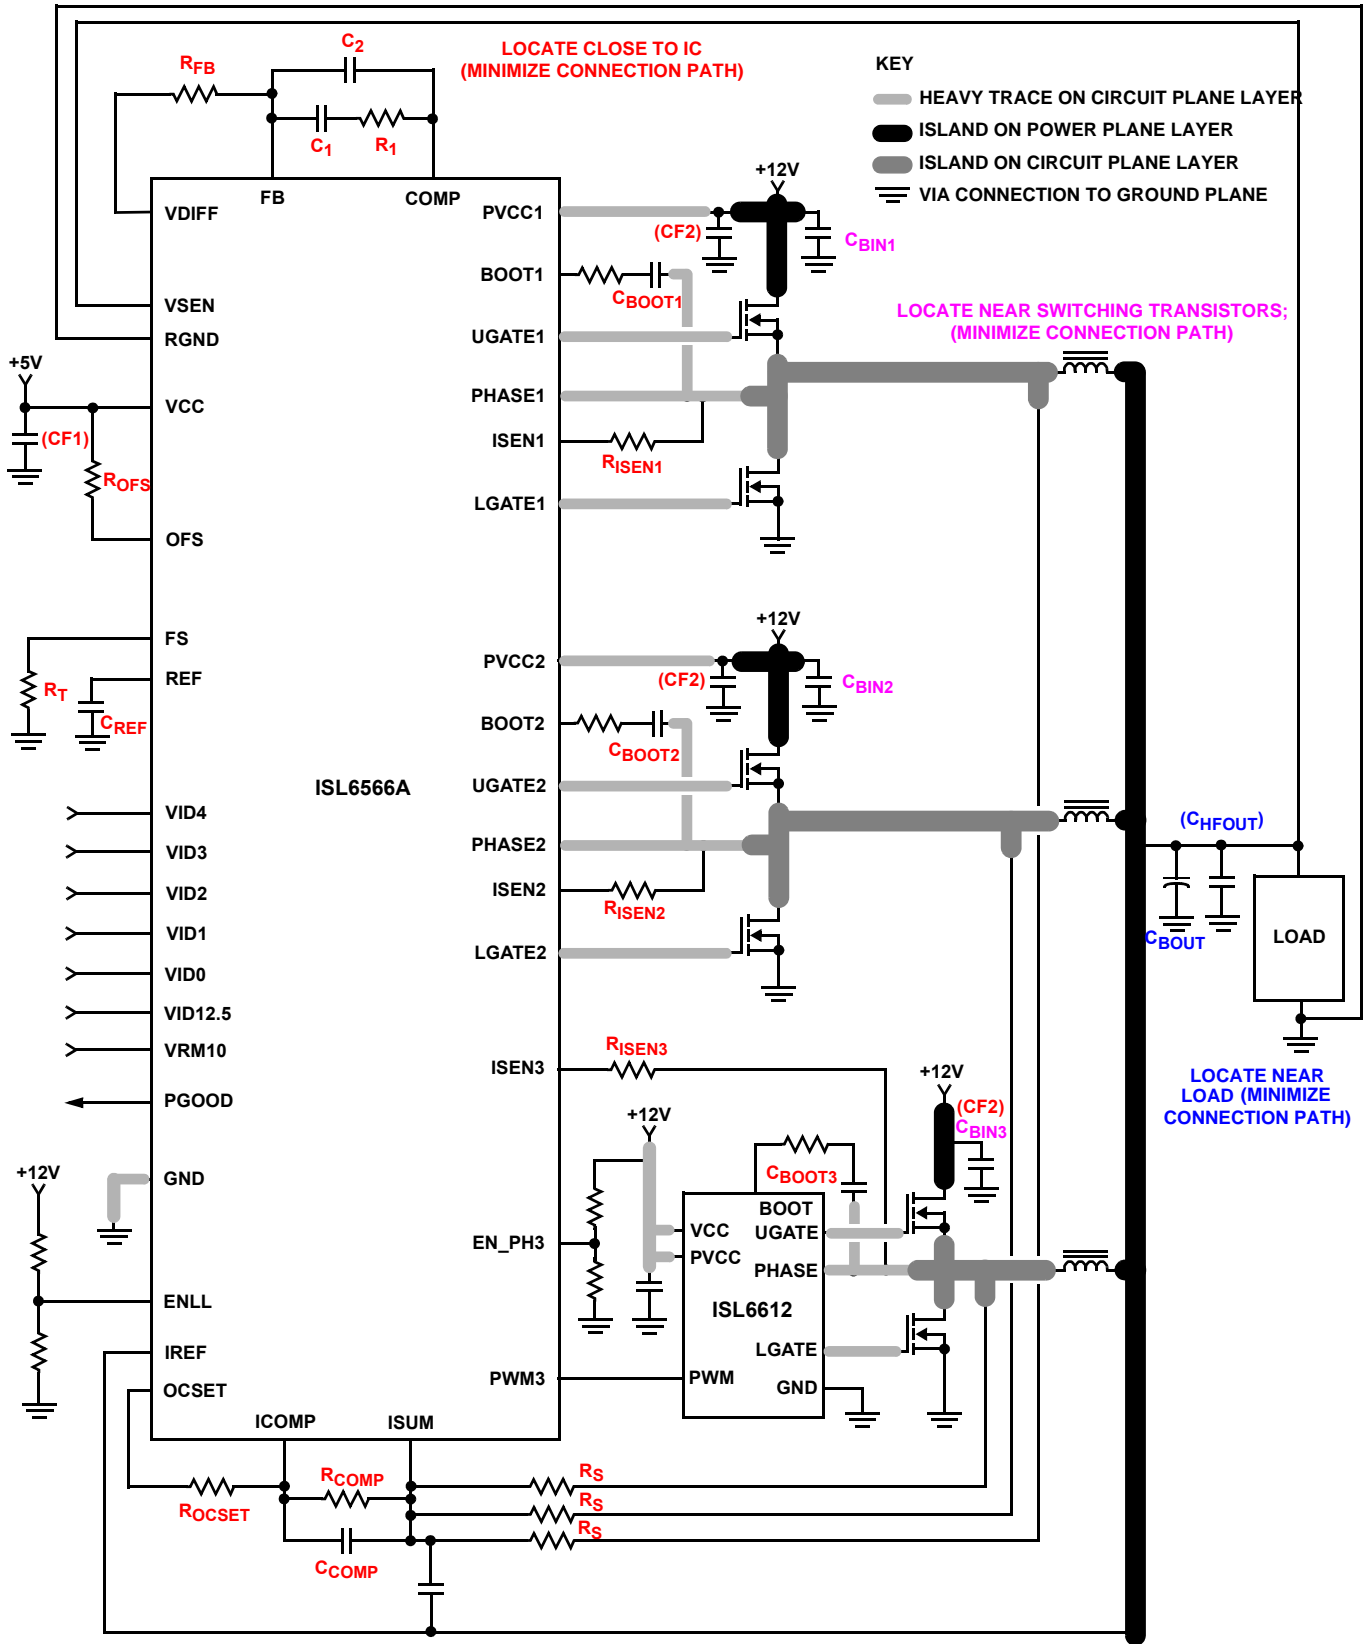 C2
RFB
LOCATE CLOSE TO IC
(MINIMIZE CONNECTION PATH)
C1
R1
KEY
HEAVY TRACE ON CIRCUIT PLANE LAYER
ISLAND ON POWER PLANE LAYER
ISLAND ON CIRCUIT PLANE LAYER
VIA CONNECTION TO GROUND PLANE
FB
COMP
VDIFF
VSEN
RGND
+5V
VCC
(CF1)
ROFS
OFS
FS
REF
RT
CREF
VID4
VID3
VID2
VID1
VID0
VID12.5
VRM10
PGOOD
GND
+12V
ENLL
IREF
OCSET
ICOMP
ISUM
ISL6566A
PVCC1
BOOT1
UGATE1
PHASE1
ISEN1
LGATE1
+12V
(CF2)
CBIN1
CBOOT1
RISEN1
LOCATE NEAR SWITCHING TRANSISTORS;
(MINIMIZE CONNECTION PATH)
PVCC2
BOOT2
UGATE2
PHASE2
ISEN2
LGATE2
+12V
(CF2)
CBIN2
CBOOT2
RISEN2
(CHFOUT)
CBOUT
LOAD
LOCATE NEAR
LOAD (MINIMIZE
CONNECTION PATH)
ISEN3
RISEN3
EN_PH3
PWM3
+12V
CBOOT3
+12V
(CF2)
CBIN3
BOOT
VCC
UGATE
PVCC
PHASE
ISL6612
LGATE
PWM
GND
ROCSET
RCOMP
CCOMP
RS
RS
RS